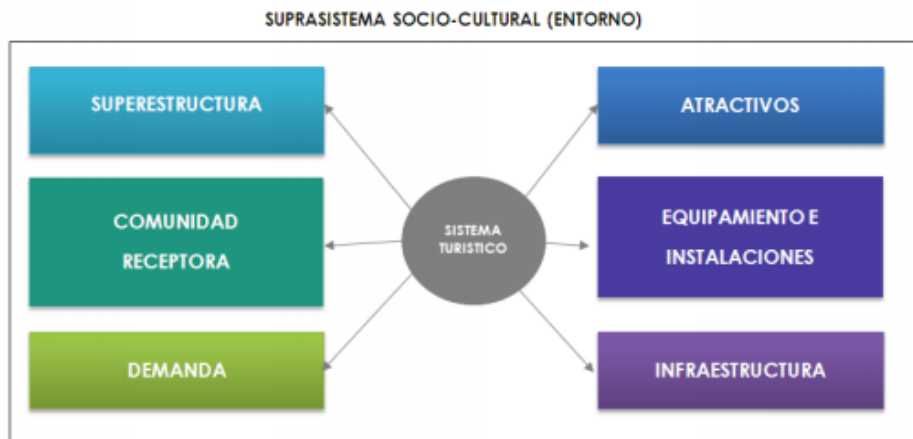 SUPRASISTEMA SOCIO-CULTURAL (ENTORNO)
SUPERESTRUCTURA
ATRACTIVOS
COMUNIDAD
RECEPTORA
SISTEMA
TURISTICO
EQUIPAMIENTO E
INSTALACIONES
DEMANDA
INFRAESTRUCTURA